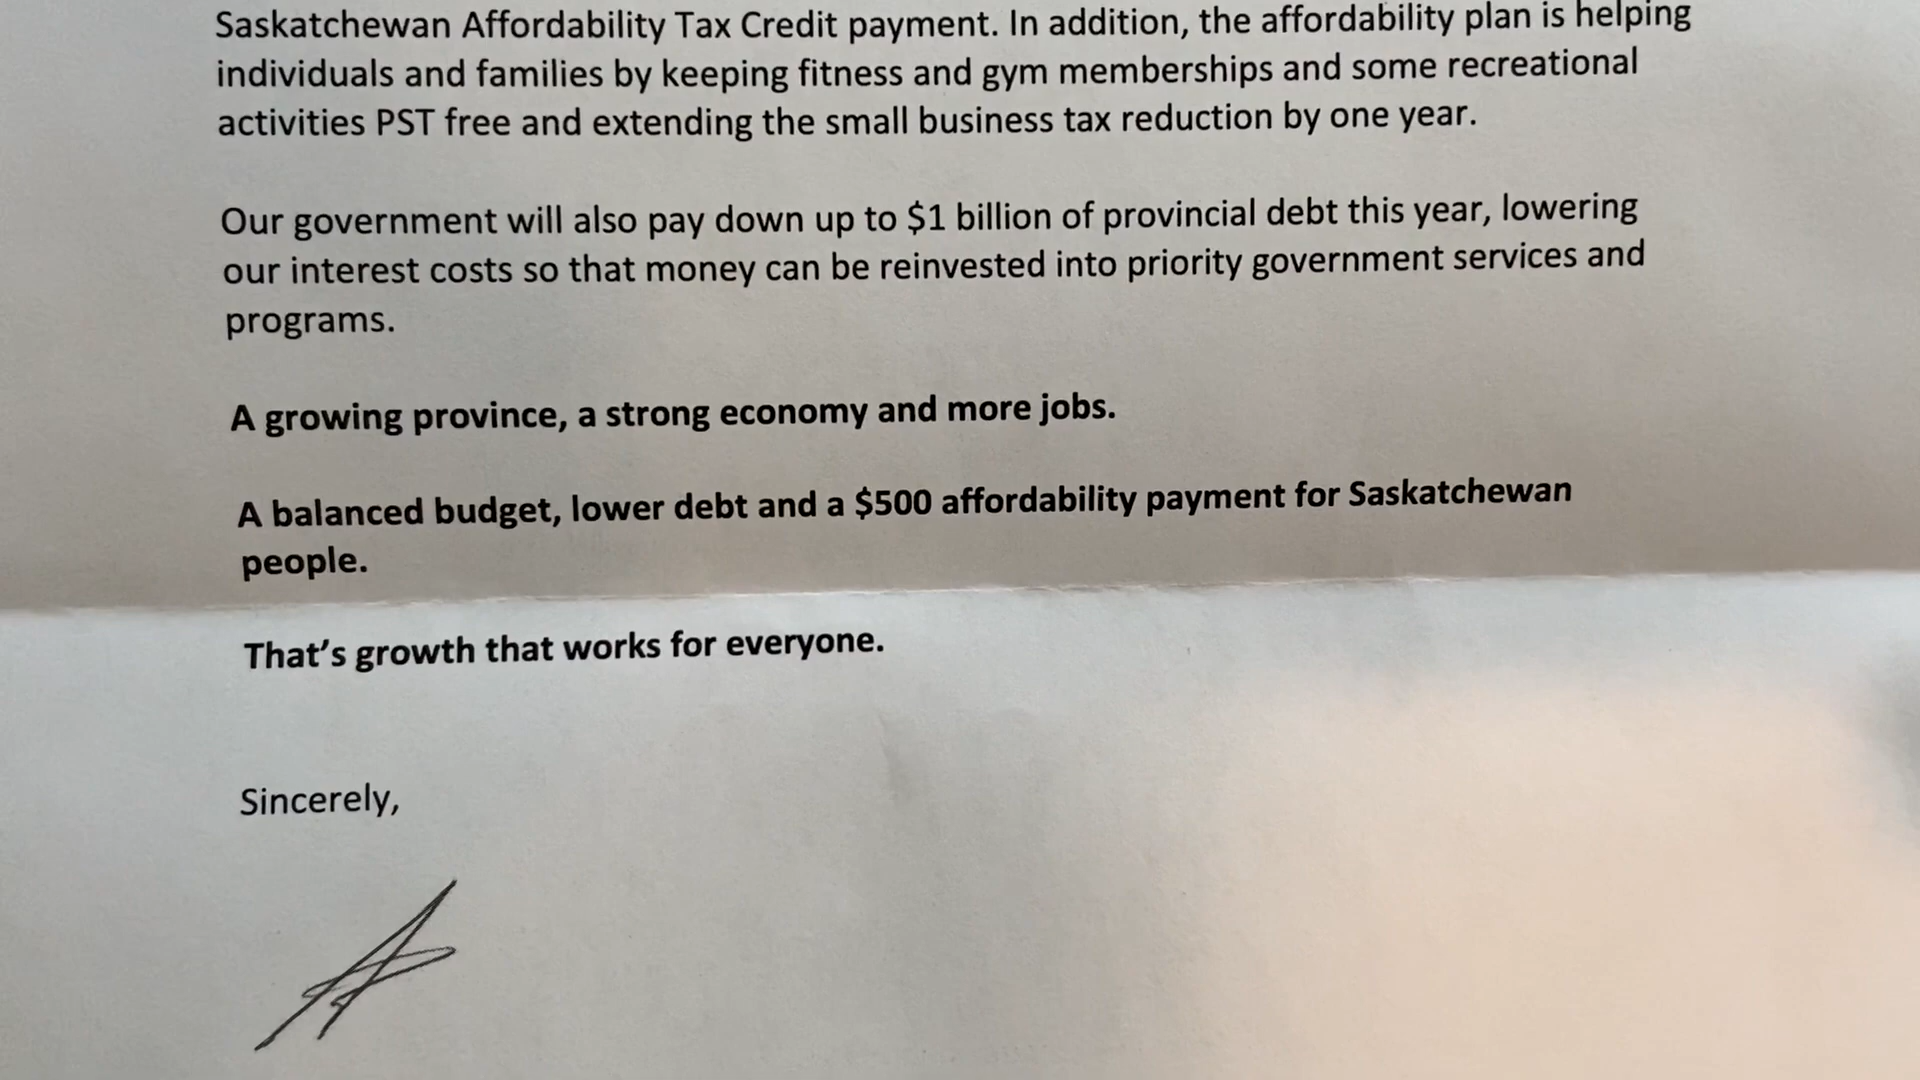 Saskatchewan Affordability Tax Credit payment. In addition, the affordability plan is helping
individuals and families by keeping fitness and gym memberships and some recreational
activities PST free and extending the small business tax reduction by one year.
Our government will also pay down up to $1 billion of provincial debt this year, lowering
our interest costs so that money can be reinvested into priority government services and
programs.
A growing province, a strong economy and more jobs.
A balanced budget, lower debt and a $500 affordability payment for Saskatchewan
people.
That’s growth that works for everyone.
Sincerely,